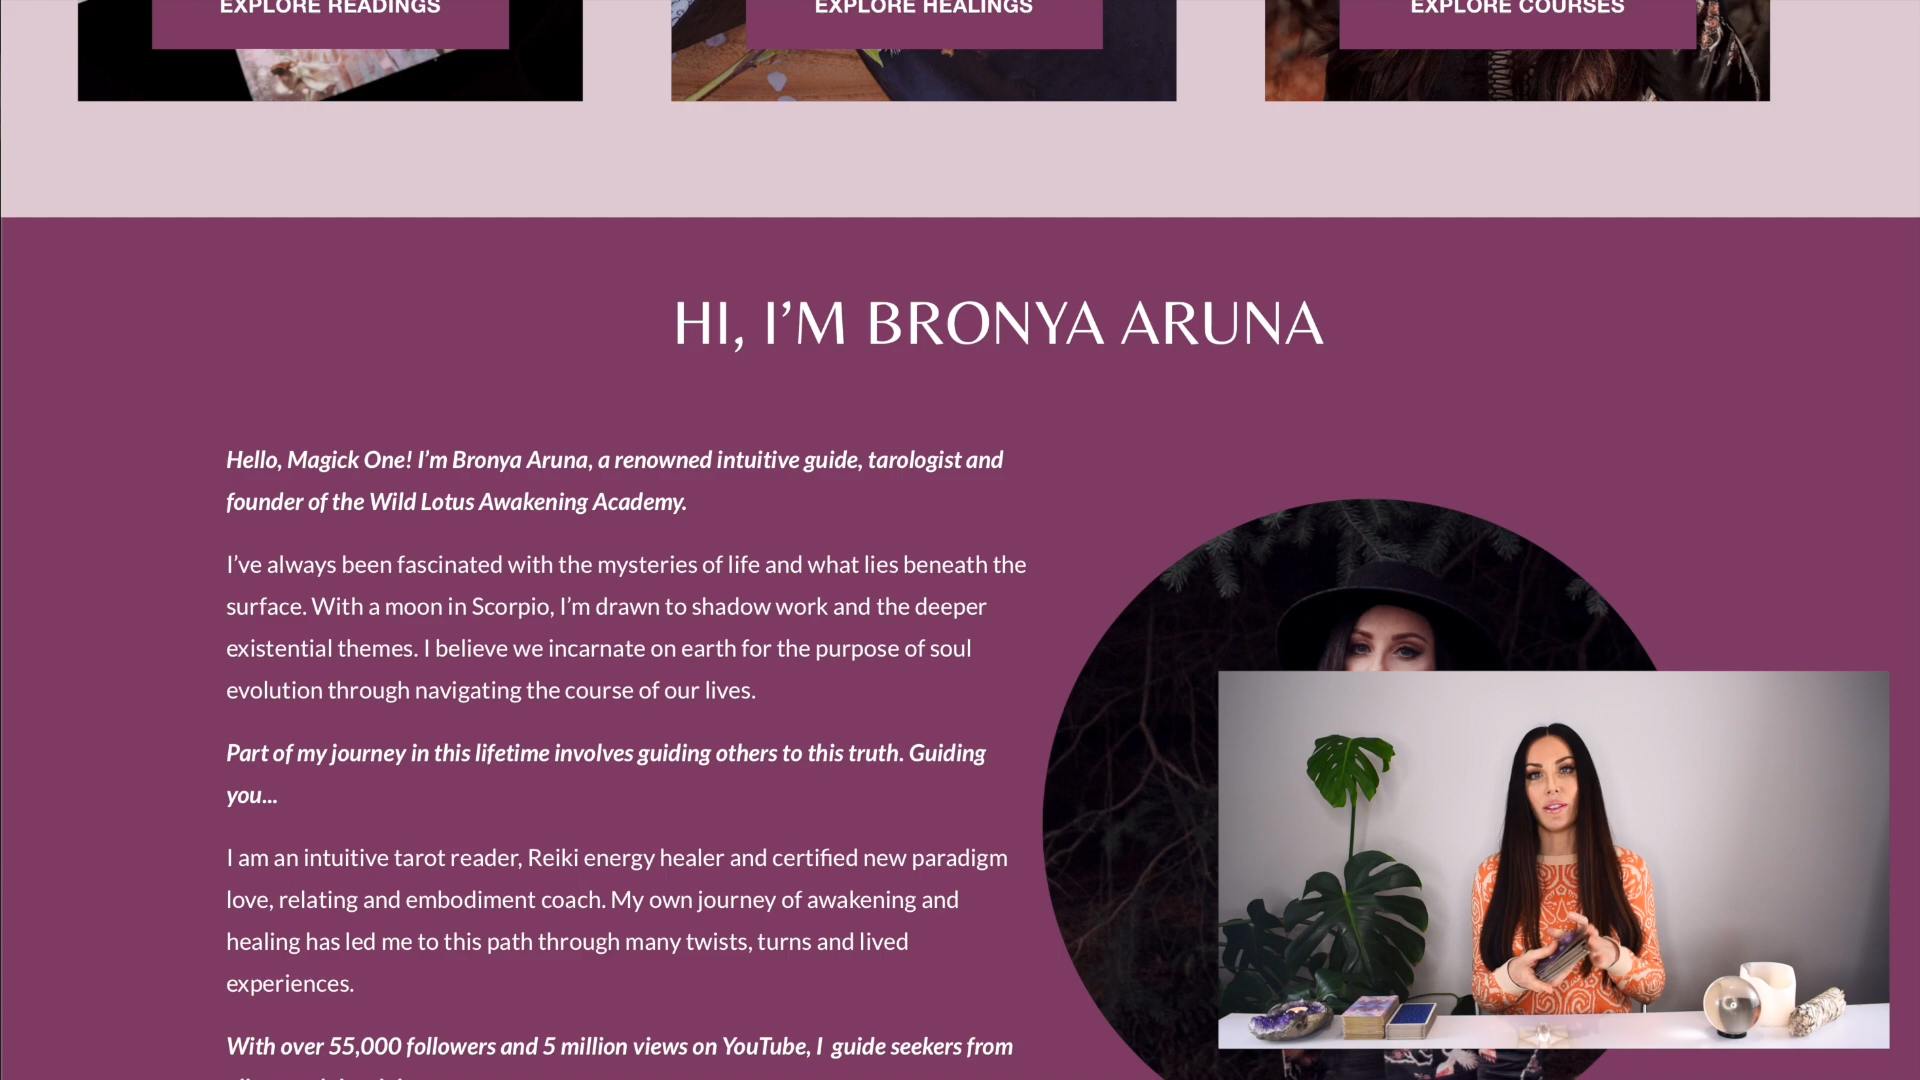 EXPLORE READINGS
EXPLORE HEALINGS
EXPLORE COURSES
HI, I’M BRONYA ARUNA
Hello, Magick One! I’m Bronya Aruna, a renowned intuitive guide, tarologist and
founder of the Wild Lotus Awakening Academy.
I’ve always been fascinated with the mysteries of life and what lies beneath the
surface. With a moon in Scorpio, I’m drawn to shadow work and the deeper
existential themes. I believe we incarnate on earth for the purpose of soul
evolution through navigating the course of our lives.
Part of my journey in this lifetime involves guiding others to this truth. Guiding
you...
I am an intuitive tarot reader, Reiki energy healer and certified new paradigm
love, relating and embodiment coach. My own journey of awakening and
healing has led me to this path through many twists, turns and lived
experiences.
With over 55,000 followers and 5 million views on YouTube, I guide seekers from